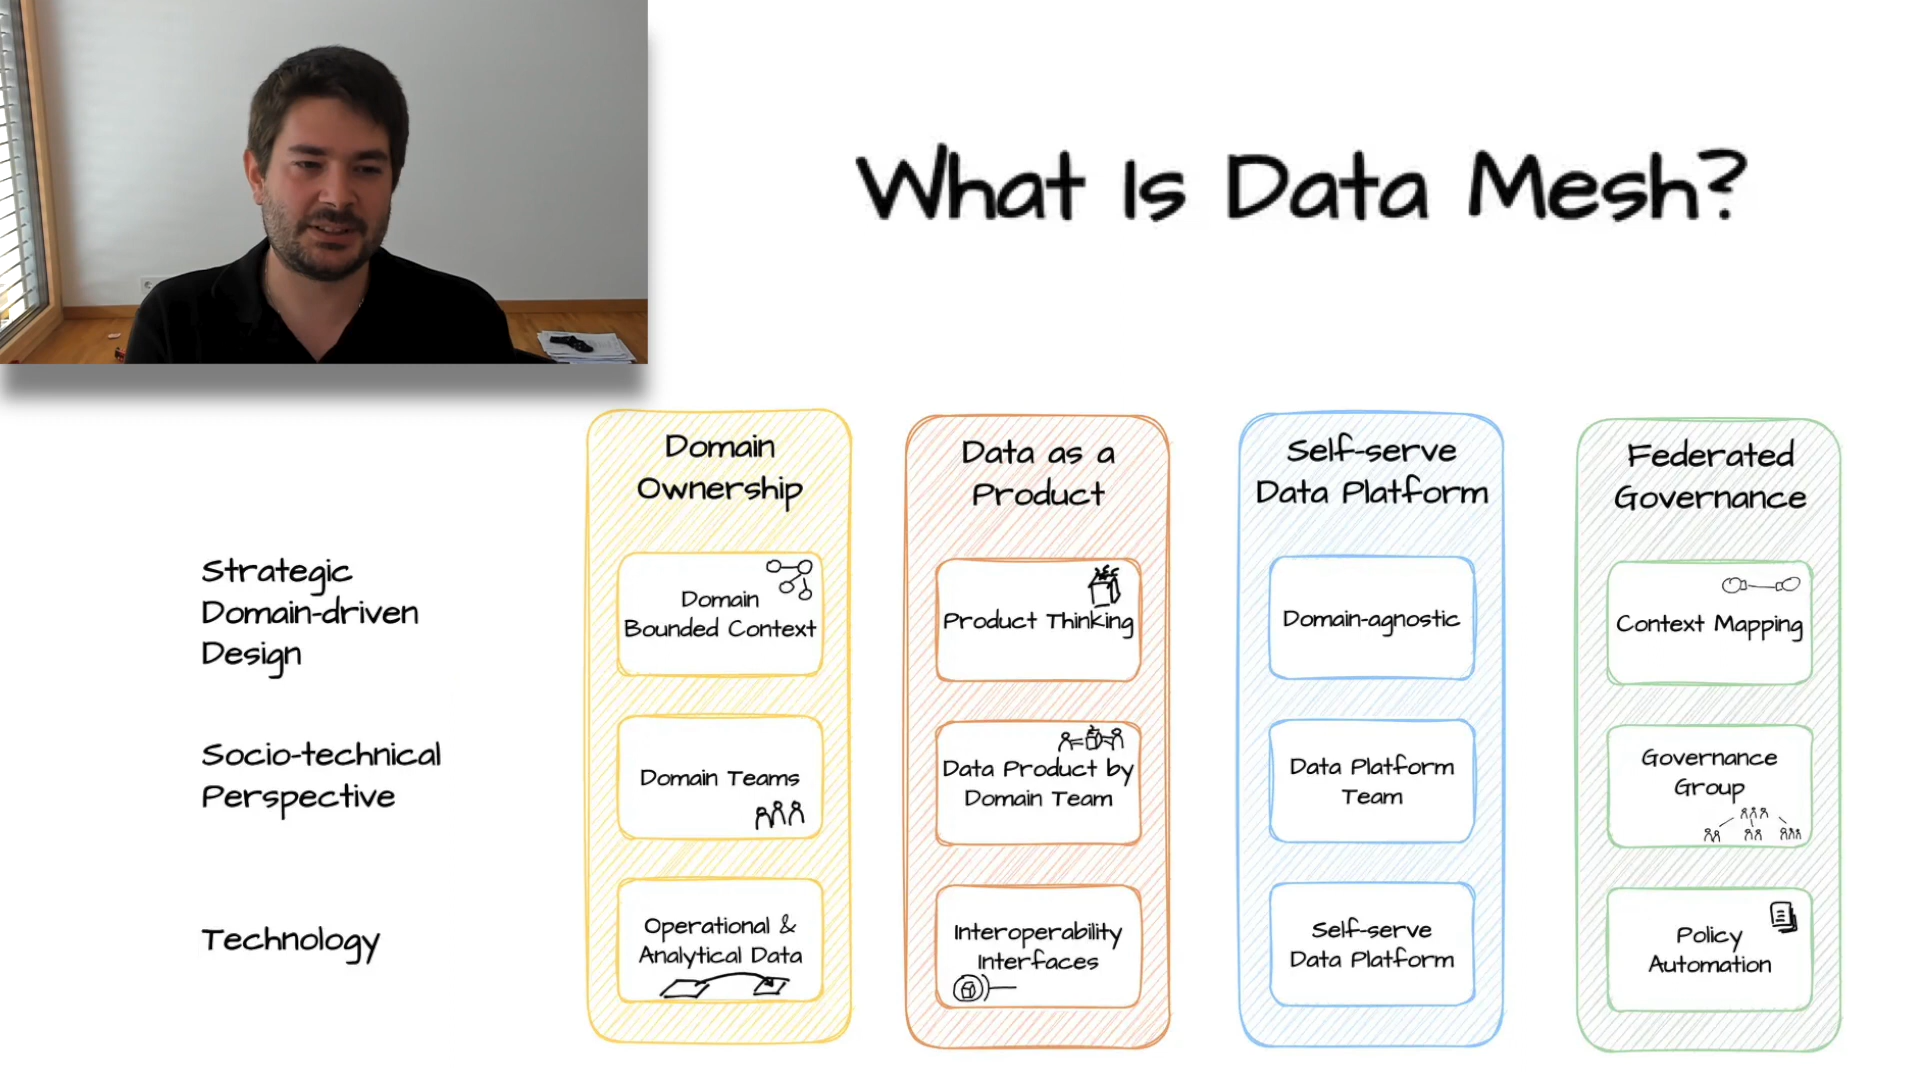 What Is Data Mesh?
Domain
Ownership
Data as a
Product
Self-serve
Data Platform
Federated
Governance
Strategic
Domain-driven
Design
Domain
Bounded Context
Product Thinking
Domain-agnostic
Context Mapping
Socio-technical
Perspective
Domain Teams
Data Product by
Domain Team
Data Platform
Team
Governance
Group
Technology
Operational &
Analytical Data
Interoperability
Interfaces
Self-serve
Data Platform
Policy
Automation